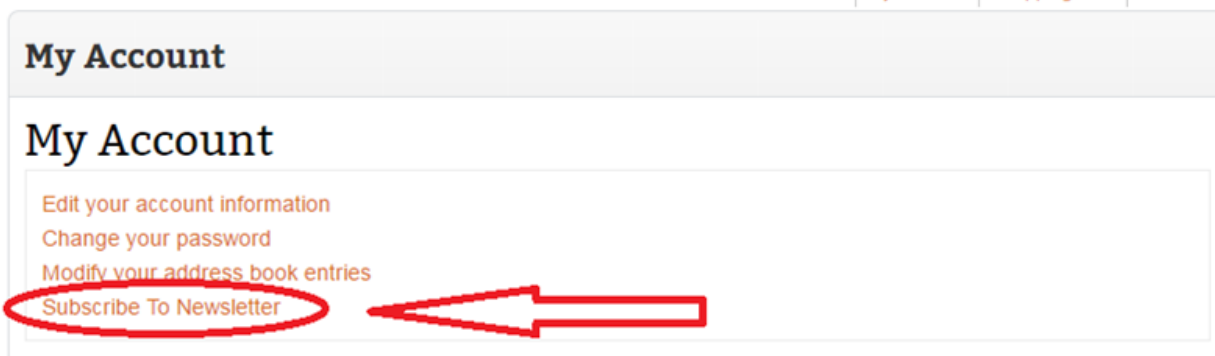 My Account
My Account
Edit your account information
Change your password
Modify your address book entries
Subscribe To Newsletter